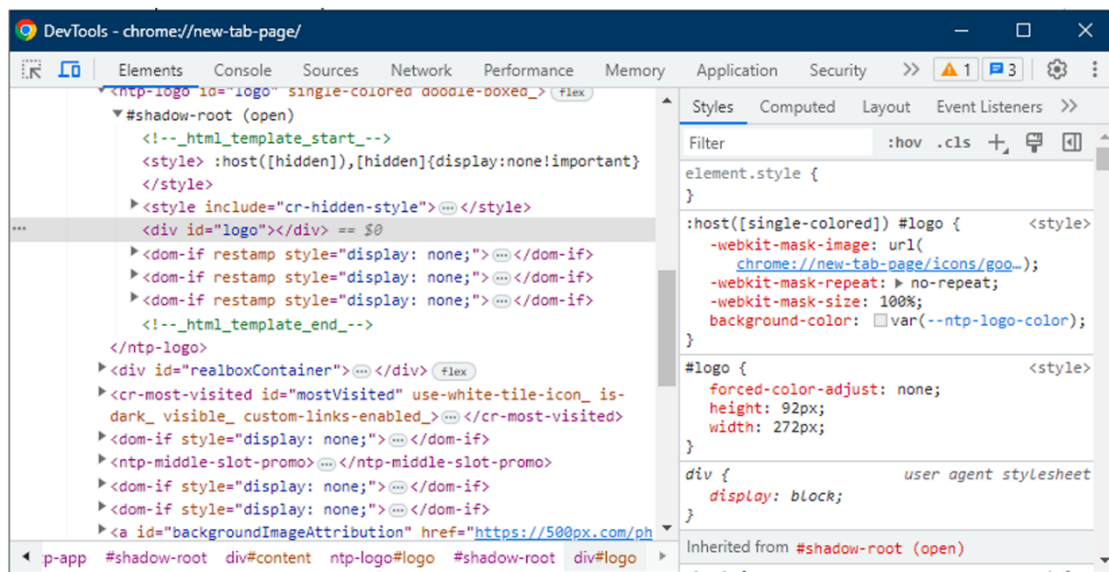 DevTools - chrome://new-tab-page/
Elements Console Sources Network Performance Memory Application Security >> 1 3
<ntp-logo id="logo" single-colored doodle-boxed_> flex
#shadow-root (open)
<!--_html_template_start_-->
<style> :host([hidden]),[hidden]{display:none!important}
</style>
<style include="cr-hidden-style">…</style>
<div id="logo"></div> == $0
<dom-if restamp style="display: none;">…</dom-if>
<dom-if restamp style="display: none;">…</dom-if>
<dom-if restamp style="display: none;">…</dom-if>
<!--_html_template_end_-->
</ntp-logo>
<div id="realboxContainer">…</div> flex
<cr-most-visited id="mostVisited" use-white-tile-icon_ is-
dark_ visible_ custom-links-enabled_>…</cr-most-visited>
<dom-if style="display: none;">…</dom-if>
<ntp-middle-slot-promo>…</ntp-middle-slot-promo>
<dom-if style="display: none;">…</dom-if>
<dom-if style="display: none;">…</dom-if>
<a id="backgroundImageAttribution" href="https://500px.com/ph
tp-app #shadow-root div#content ntp-logo#logo #shadow-root div#logo
Styles Computed Layout Event Listeners >>
Filter :hov .cls
element.style {
}
:host([single-colored]) #logo { <style>
-webkit-mask-image: url(
chrome://new-tab-page/icons/goo…);
-webkit-mask-repeat: no-repeat;
-webkit-mask-size: 100%;
background-color: var(--ntp-logo-color);
}
#logo { <style>
forced-color-adjust: none;
height: 92px;
width: 272px;
}
div { user agent stylesheet
display: block;
}
Inherited from #shadow-root (open)